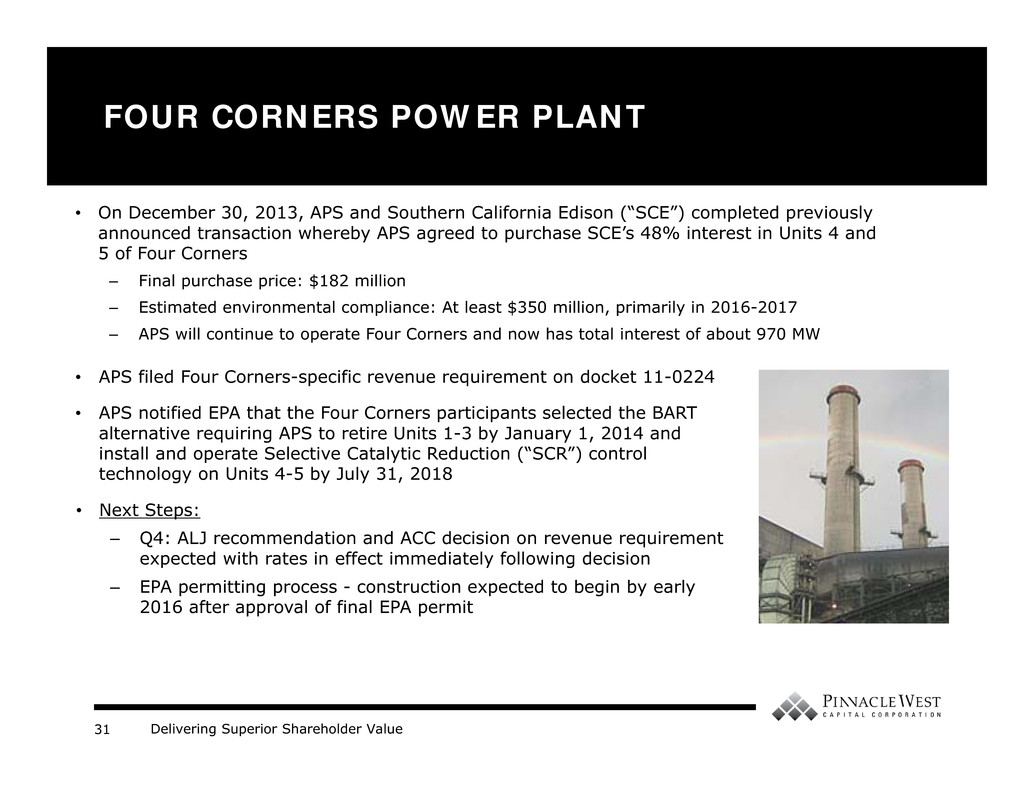 FOUR CORNERS POWER PLANT
• On December 30, 2013, APS and Southern California Edison (“SCE”) completed previously
announced transaction whereby APS agreed to purchase SCE’s 48% interest in Units 4 and
5 of Four Corners
– Final purchase price: $182 million
– Estimated environmental compliance: At least $350 million, primarily in 2016-2017
– APS will continue to operate Four Corners and now has total interest of about 970 MW
• APS filed Four Corners-specific revenue requirement on docket 11-0224
• APS notified EPA that the Four Corners participants selected the BART
alternative requiring APS to retire Units 1-3 by January 1, 2014 and
install and operate Selective Catalytic Reduction (“SCR”) control
technology on Units 4-5 by July 31, 2018
• Next Steps:
– Q4: ALJ recommendation and ACC decision on revenue requirement
expected with rates in effect immediately following decision
– EPA permitting process - construction expected to begin by early
2016 after approval of final EPA permit
PINNACLE WEST
CAPITAL CORPORATION
31 Delivering Superior Shareholder Value